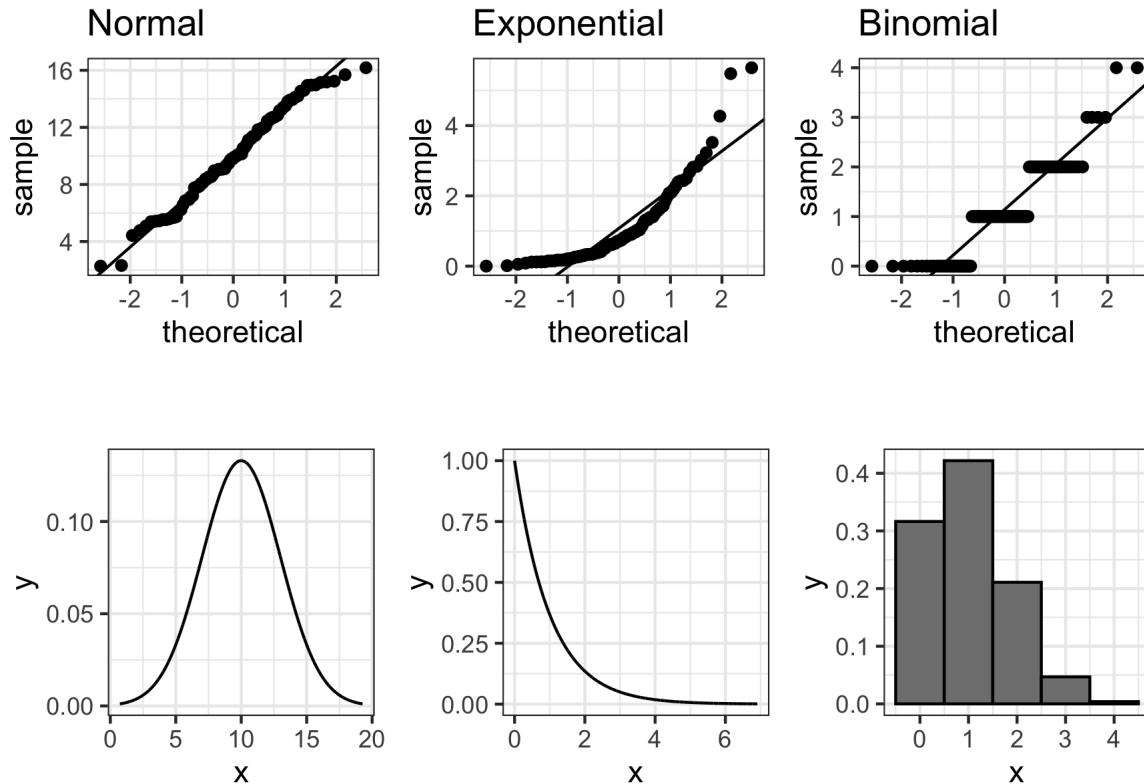 Normal
16
12
8
4
sample
-2 -1 0 1 2
theoretical
Exponential
4
2
0
sample
-2 -1 0 1 2
theoretical
Binomial
4
3
2
1
0
sample
-2 -1 0 1 2
theoretical
0.10
0.05
0.00
y
0 5 10 15 20
x
1.00
0.75
0.50
0.25
0.00
y
0 2 4 6
x
0.4
0.3
0.2
0.1
0.0
y
0 1 2 3 4
x